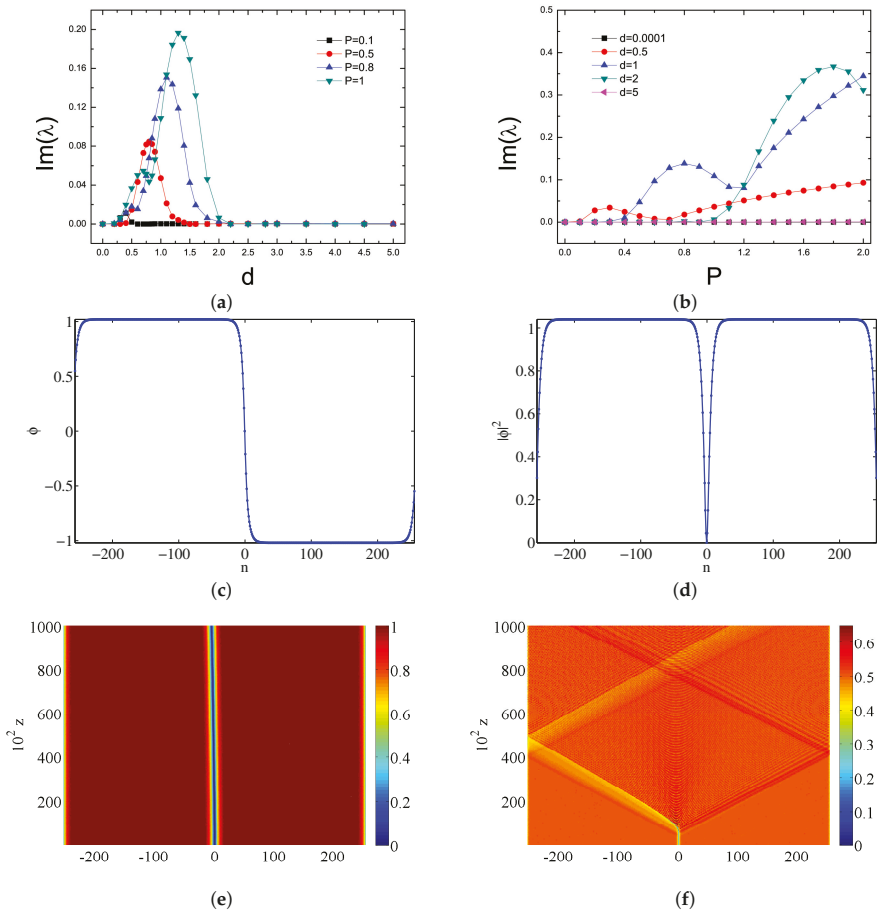 0.20
0.16
0.12
0.08
0.04
0.00
Im(λ)
P=0.1
P=0.5
P=0.8
P=1
0.0 0.5 1.0 1.5 2.0 2.5 3.0 3.5 4.0 4.5 5.0
d
(a)
0.5
0.4
0.3
0.2
0.1
0.0
Im(λ)
d=0.0001
d=0.5
d=1
d=2
d=5
0.0 0.4 0.8 1.2 1.6 2.0
P
(b)
1
0.5
0
−0.5
−1
ϕ
−200 −100 0 100 200
n
(c)
1
0.8
0.6
0.4
0.2
0
|ϕ|²
−200 −100 0 100 200
n
(d)
1000
800
600
400
200
10² z
-200 -100 0 100 200
1
0.8
0.6
0.4
0.2
0
(e)
1000
800
600
400
200
10² z
-200 -100 0 100 200
0.6
0.5
0.4
0.3
0.2
0.1
0
(f)